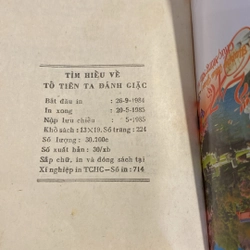 TÌM HIỂU VỀ
TỔ TIÊN TA ĐÁNH GIẶC
Bắt đầu in : 26-9-1984
In xong : 20-5-1985
Nộp lưu chiểu : 5-1985
Khổ sách : 13×19, Số trang : 224
Số lượng : 30.200c
Số xuất bản : 30/xb
Sắp chữ, in và đóng sách tại
Xí nghiệp in TCHC—Số in : 714